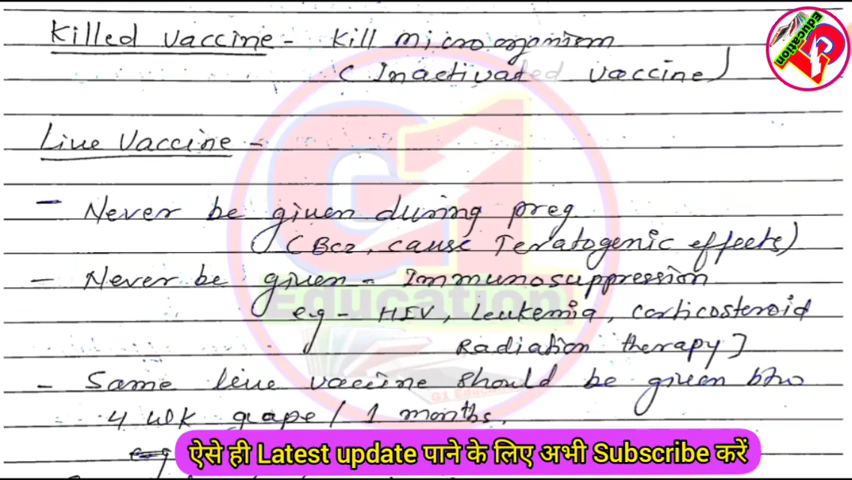 Killed vaccine - Kill microorganism
( Inactivated vaccine )
Live Vaccine -
- Never be given during preg
( Bcz, cause Teratogenic effects)
- Never be given - Immunosuppression
e.g - HIV, leukemia, corticosteroid
Radiation therapy ]
- Same live vaccine should be given btw
4 wk gape / 1 months.
e.g
ऐसे ही Latest update पाने के लिए अभी Subscribe करें
Education
G1
Education